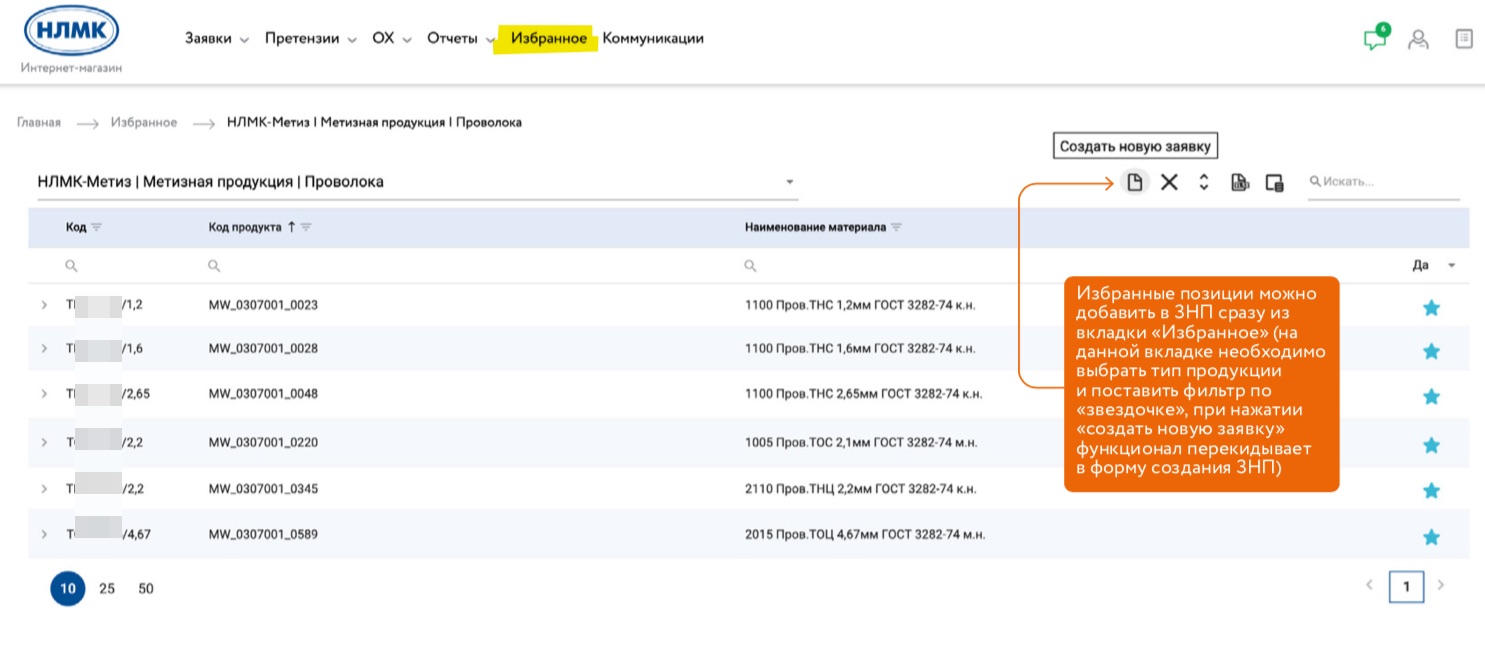 НЛМК
Интернет-магазин
Заявки Претензии ОХ Отчеты Избранное Коммуникации
6
Главная Избранное НЛМК-Метиз I Метизная продукция I Проволока
Создать новую заявку
НЛМК-Метиз | Метизная продукция | Проволока
Искать...
Код Код продукта ↑ Наименование материала
Да
/1,2 MW_0307001_0023 1100 Пров.ТНС 1,2мм ГОСТ 3282-74 к.н.
/1,6 MW_0307001_0028 1100 Пров.ТНС 1,6мм ГОСТ 3282-74 к.н.
/2,65 MW_0307001_0048 1100 Пров.ТНС 2,65мм ГОСТ 3282-74 к.н.
/2,2 MW_0307001_0220 1005 Пров.ТОС 2,1мм ГОСТ 3282-74 м.н.
/2,2 MW_0307001_0345 2110 Пров.ТНЦ 2,2мм ГОСТ 3282-74 к.н.
/4,67 MW_0307001_0589 2015 Пров.ТОЦ 4,67мм ГОСТ 3282-74 м.н.
Избранные позиции можно
добавить в ЗНП сразу из
вкладки «Избранное» (на
данной вкладке необходимо
выбрать тип продукции
и поставить фильтр по
«звездочке», при нажатии
«создать новую заявку»
функционал перекидывает
в форму создания ЗНП)
10 25 50
1